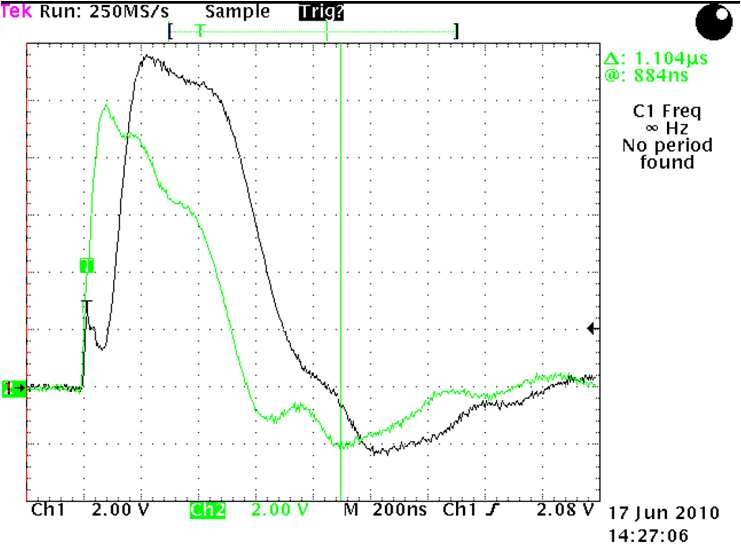 Tek Run: 250MS/s Sample Trig?
[ T ]
Δ: 1.104µs
@: 884ns
C1 Freq
∞ Hz
No period
found
T
1→
Ch1 2.00 V Ch2 2.00 V M 200ns Ch1 ƒ 2.08 V
17 Jun 2010
14:27:06